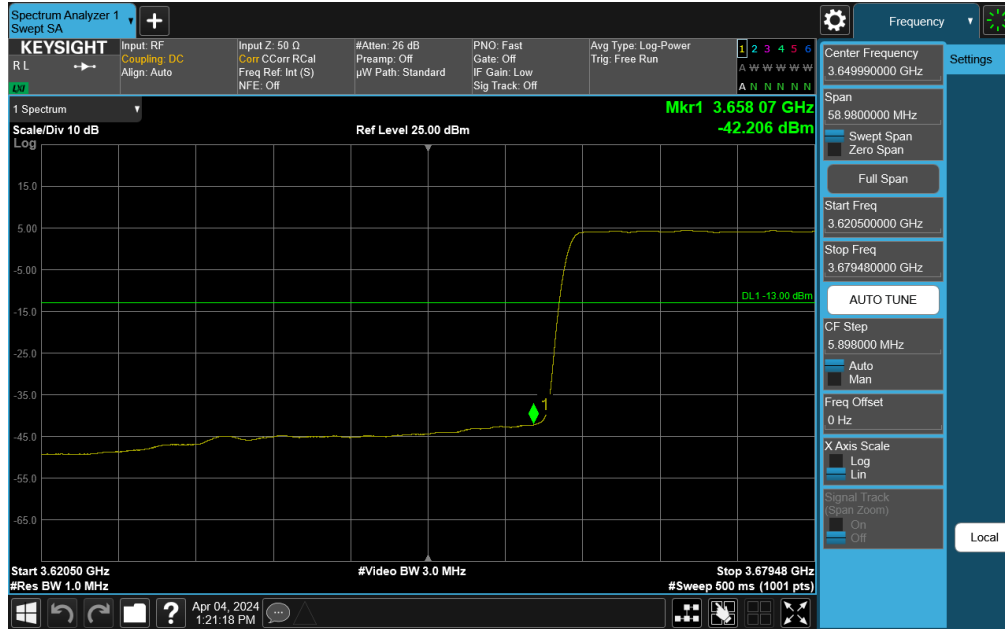 Spectrum Analyzer 1
Swept SA
Frequency
KEYSIGHT
RL
LXI
Input: RF
Coupling: DC
Align: Auto
Input Z: 50 Ω
Corr CCorr RCal
Freq Ref: Int (S)
NFE: Off
#Atten: 26 dB
Preamp: Off
µW Path: Standard
PNO: Fast
Gate: Off
IF Gain: Low
Sig Track: Off
Avg Type: Log-Power
Trig: Free Run
1 2 3 4 5 6
A W W W W W
A N N N N N
1 Spectrum
Mkr1 3.658 07 GHz
-42.206 dBm
Scale/Div 10 dB
Ref Level 25.00 dBm
Log
15.0
5.00
-5.00
DL1 -13.00 dBm
-15.0
-25.0
-35.0
1
-45.0
-55.0
-65.0
Start 3.62050 GHz
#Video BW 3.0 MHz
Stop 3.67948 GHz
#Res BW 1.0 MHz
#Sweep 500 ms (1001 pts)
?
Apr 04, 2024
1:21:18 PM
Center Frequency
3.649990000 GHz
Settings
Span
58.9800000 MHz
Swept Span
Zero Span
Full Span
Start Freq
3.620500000 GHz
Stop Freq
3.679480000 GHz
AUTO TUNE
CF Step
5.898000 MHz
Auto
Man
Freq Offset
0 Hz
X Axis Scale
Log
Lin
Signal Track
(Span Zoom)
On
Off
Local